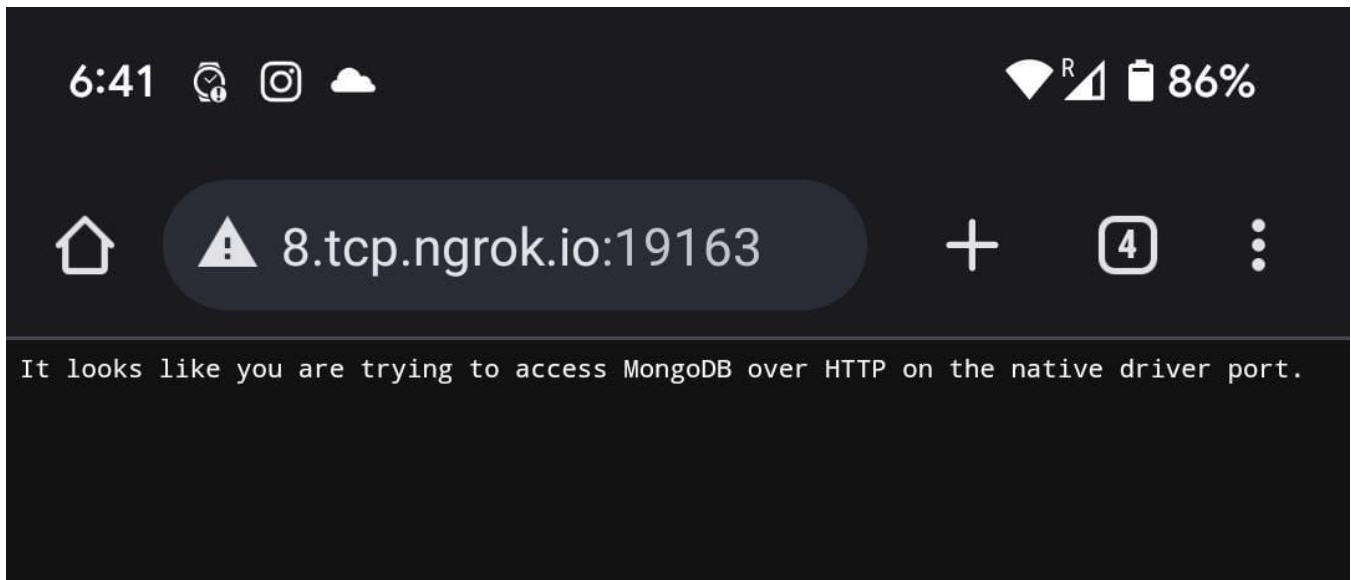 6:41
R
86%
8.tcp.ngrok.io:19163
4
It looks like you are trying to access MongoDB over HTTP on the native driver port.